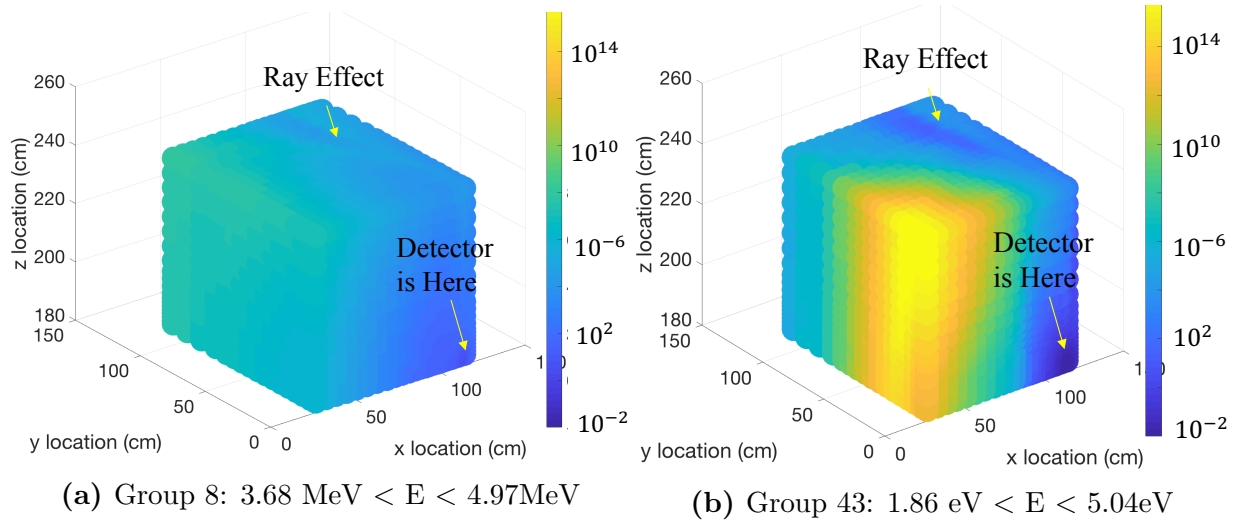 Ray Effect
260
240
220
200
180
z location (cm)
150
100
50
0
y location (cm)
0
50
100
x location (cm)
Detector
is Here
10^14
10^10
10^-6
10^2
10^-2
(a) Group 8: 3.68 MeV < E < 4.97MeV
Ray Effect
260
240
220
200
180
z location (cm)
150
100
50
0
y location (cm)
0
50
100
x location (cm)
Detector
is Here
10^14
10^10
10^-6
10^2
10^-2
(b) Group 43: 1.86 eV < E < 5.04eV